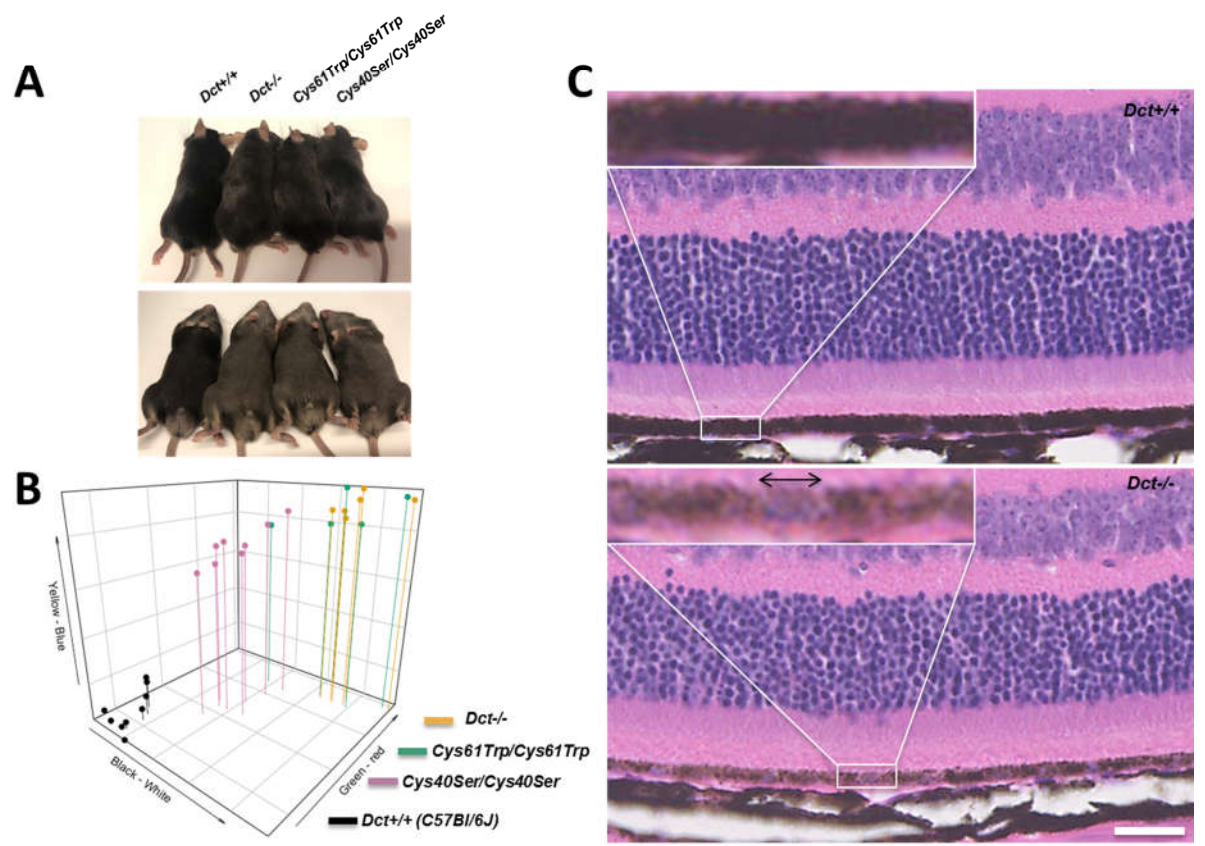 A
Dct+/+
Dct-/-
Cys61Trp/Cys61Trp
Cys40Ser/Cys40Ser
B
Yellow - Blue
Black - White
Green - red
Dct-/-
Cys61Trp/Cys61Trp
Cys40Ser/Cys40Ser
Dct+/+ (C57Bl/6J)
C
Dct+/+
Dct-/-